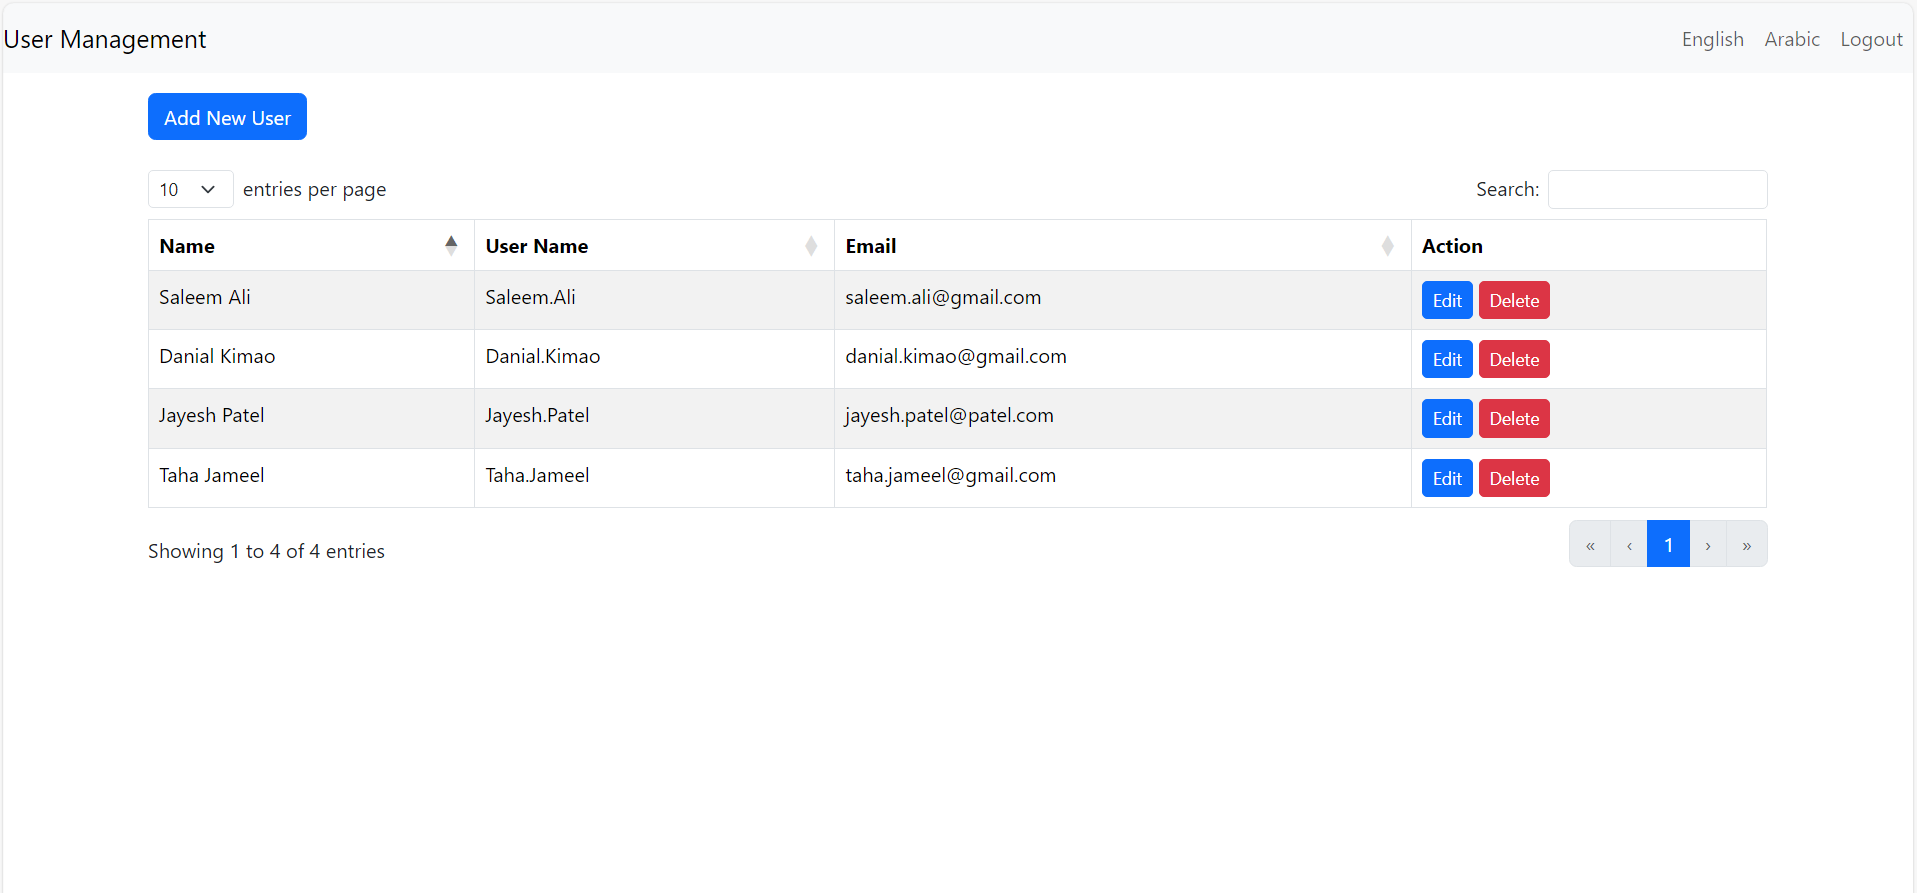 User Management English Arabic Logout
Add New User
10 entries per page Search:
Name User Name Email Action
Saleem Ali Saleem.Ali saleem.ali@gmail.com Edit Delete
Danial Kimao Danial.Kimao danial.kimao@gmail.com Edit Delete
Jayesh Patel Jayesh.Patel jayesh.patel@patel.com Edit Delete
Taha Jameel Taha.Jameel taha.jameel@gmail.com Edit Delete
Showing 1 to 4 of 4 entries « ‹ 1 › »